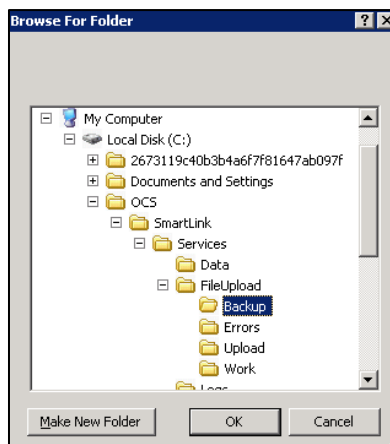 Browse For Folder
My Computer
Local Disk (C:)
2673119c40b3b4a6f7f81647ab097f
Documents and Settings
OCS
SmartLink
Services
Data
FileUpload
Backup
Errors
Upload
Work
Logs
Make New Folder
OK
Cancel